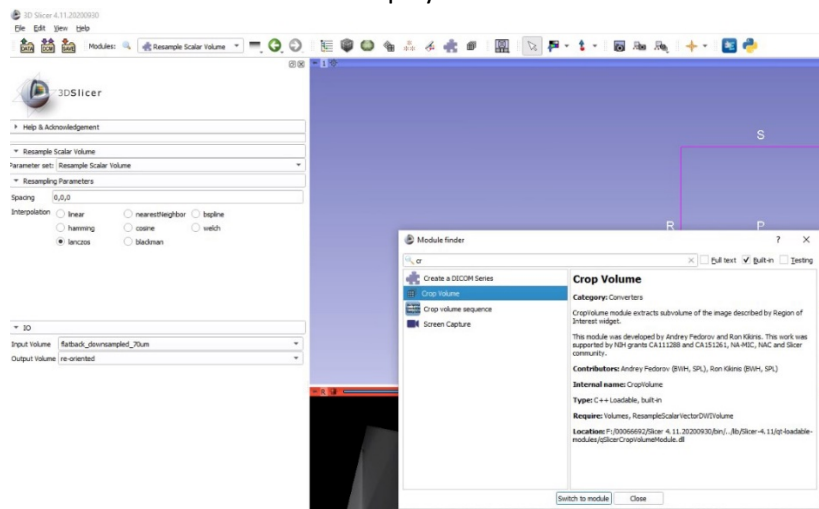 3D Slicer 4.11.20200930
File Edit View Help
DATA DCM SAVE Modules: Resample Scalar Volume
1
3DSlicer
Help & Acknowledgement
Resample Scalar Volume
Parameter set: Resample Scalar Volume
Resampling Parameters
Spacing 0,0,0
Interpolation linear nearestNeighbor bspline
hamming cosine welch
lanczos blackman
IO
Input Volume flatback_downsampled_70um
Output Volume re-oriented
S
R P
Module finder ? X
cr Full text Built-in Testing
Create a DICOM Series
Crop Volume
Crop volume sequence
Screen Capture
Crop Volume
Category: Converters
CropVolume module extracts subvolume of the image described by Region of
Interest widget.
This module was developed by Andrey Fedorov and Ron Kikinis. This work was
supported by NIH grants CA111288 and CA151261, NA-MIC, NAC and Slicer
community.
Contributors: Andrey Fedorov (BWH, SPL), Ron Kikinis (BWH, SPL)
Internal name: CropVolume
Type: C++ Loadable, built-in
Require: Volumes, ResampleScalarVectorDWIVolume
Location: F:/00066692/Slicer 4.11.20200930/bin/../lib/Slicer-4.11/qt-loadable-
modules/qSlicerCropVolumeModule.dll
Switch to module Close